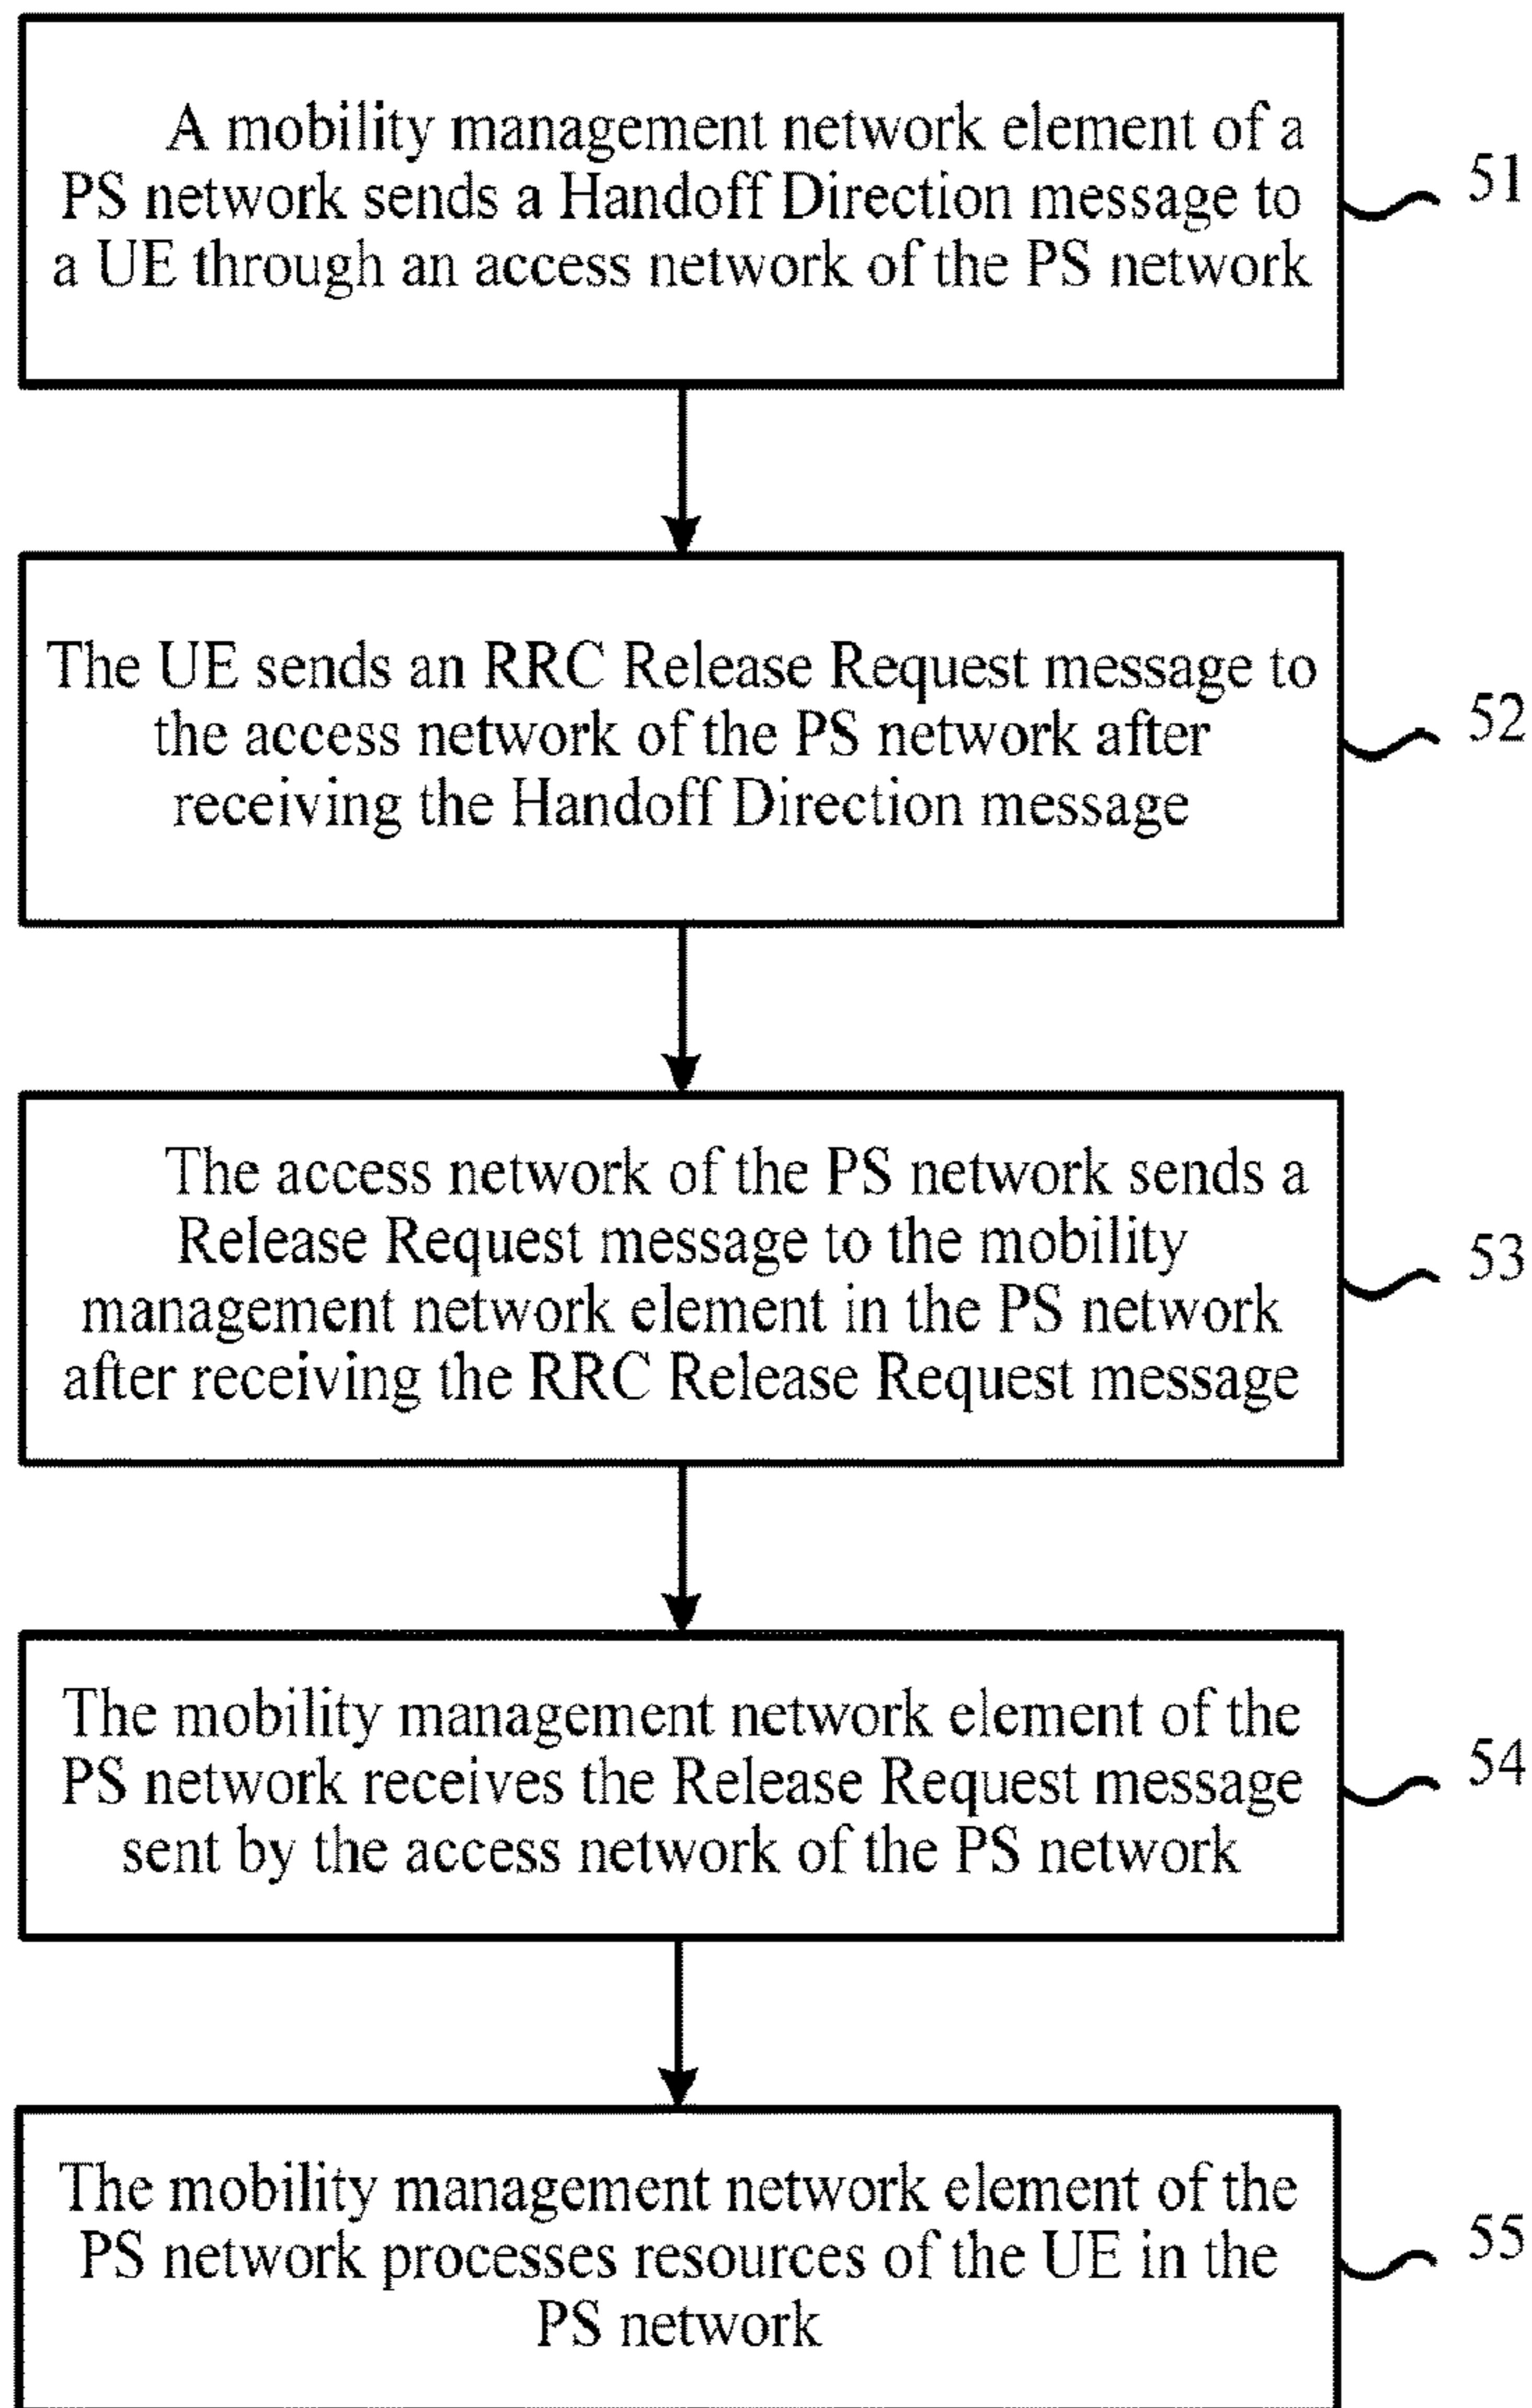 A mobility management network element of a
PS network sends a Handoff Direction message to
a UE through an access network of the PS network
51
The UE sends an RRC Release Request message to
the access network of the PS network after
receiving the Handoff Direction message
52
The access network of the PS network sends a
Release Request message to the mobility
management network element in the PS network
after receiving the RRC Release Request message
53
The mobility management network element of the
PS network receives the Release Request message
sent by the access network of the PS network
54
The mobility management network element of the
PS network processes resources of the UE in the
PS network
55